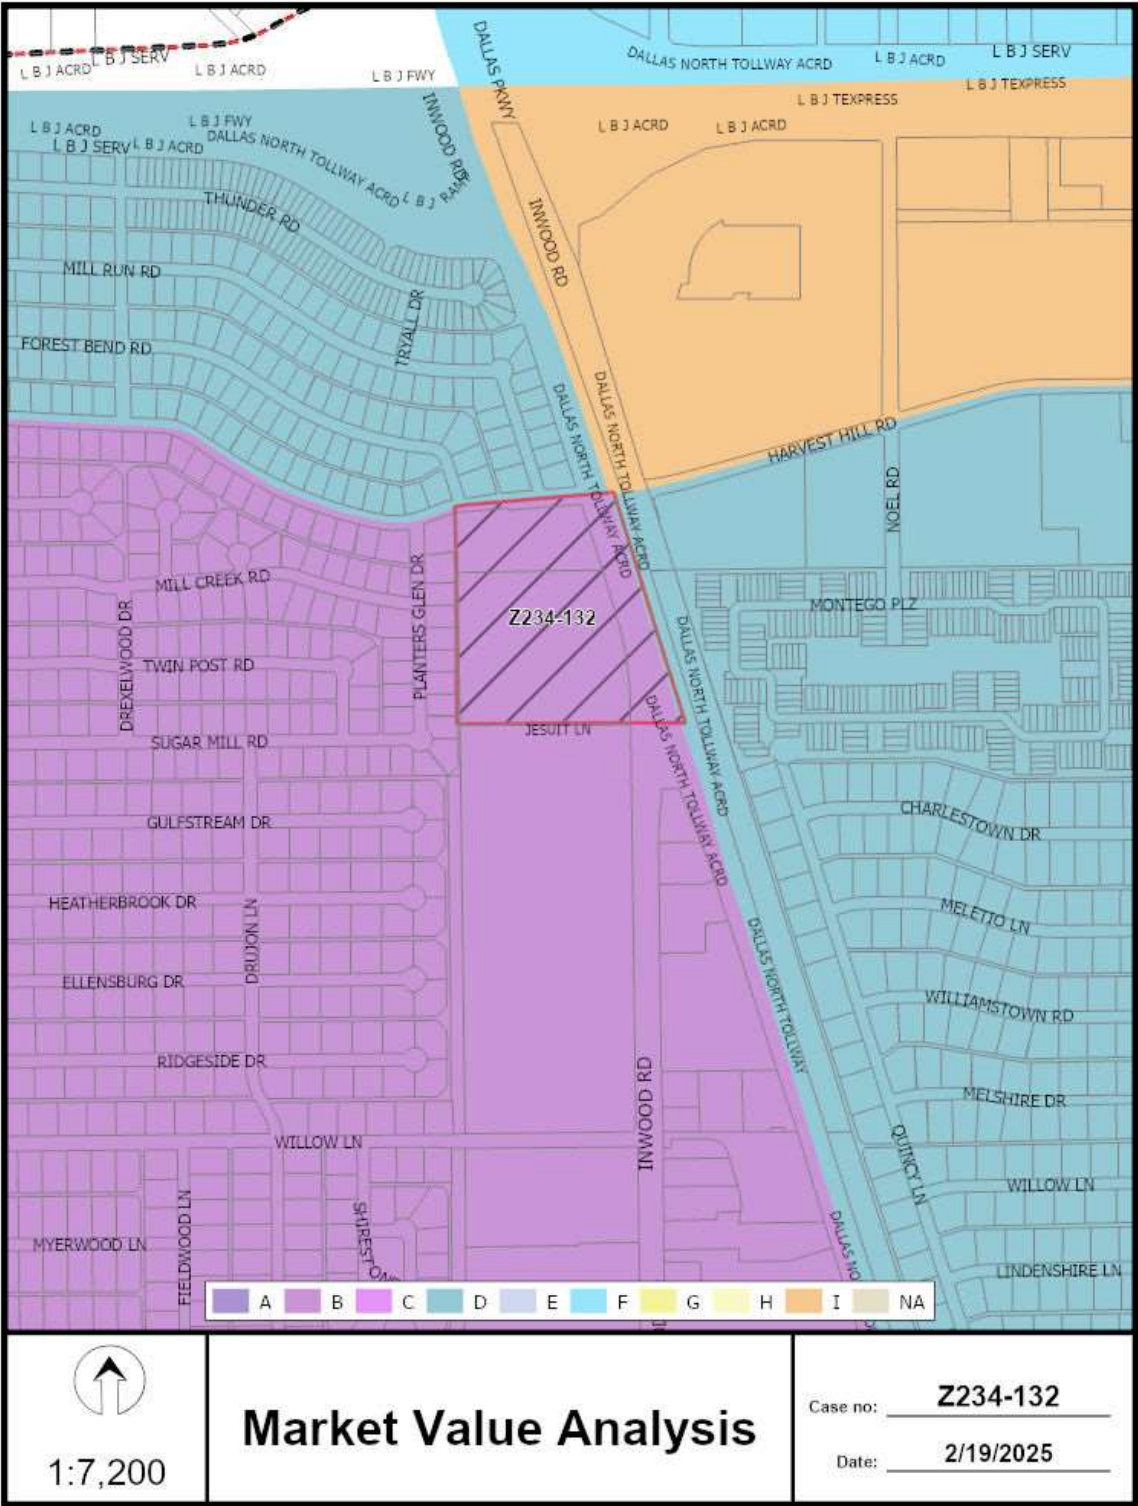 L B J SERV
L B J ACRD
L B J ACRD
L B J FWY
DALLAS PKWY
DALLAS NORTH TOLLWAY ACRD
L B J ACRD
L B J SERV
L B J TEXPRESS
L B J TEXPRESS
L B J ACRD
L B J ACRD
INWOOD RD
L B J FWY
L B J ACRD
DALLAS NORTH TOLLWAY ACRD
L B J SERV
L B J ACRD
L B J RAMP
THUNDER RD
INWOOD RD
MILL RUN RD
TRYALL DR
FOREST BEND RD
DALLAS NORTH TOLLWAY ACRD
DALLAS NORTH TOLLWAY ACRD
HARVEST HILL RD
NOEL RD
MILL CREEK RD
PLANTERS GLEN DR
Z234-132
MONTEGO PLZ
DREXELWOOD DR
TWIN POST RD
DALLAS NORTH TOLLWAY ACRD
SUGAR MILL RD
JESUIT LN
DALLAS NORTH TOLLWAY ACRD
GULFSTREAM DR
CHARLESTOWN DR
HEATHERBROOK DR
DRUJON LN
MELETIO LN
ELLENSBURG DR
DALLAS NORTH TOLLWAY
WILLIAMSTOWN RD
RIDGESIDE DR
INWOOD RD
MELSHIRE DR
WILLOW LN
QUINCY LN
WILLOW LN
FIELDWOOD LN
MYERWOOD LN
DALLAS NO
LINDENSHIRE LN
A B C D E F G H I NA
1:7,200
Market Value Analysis
Case no: Z234-132
Date: 2/19/2025